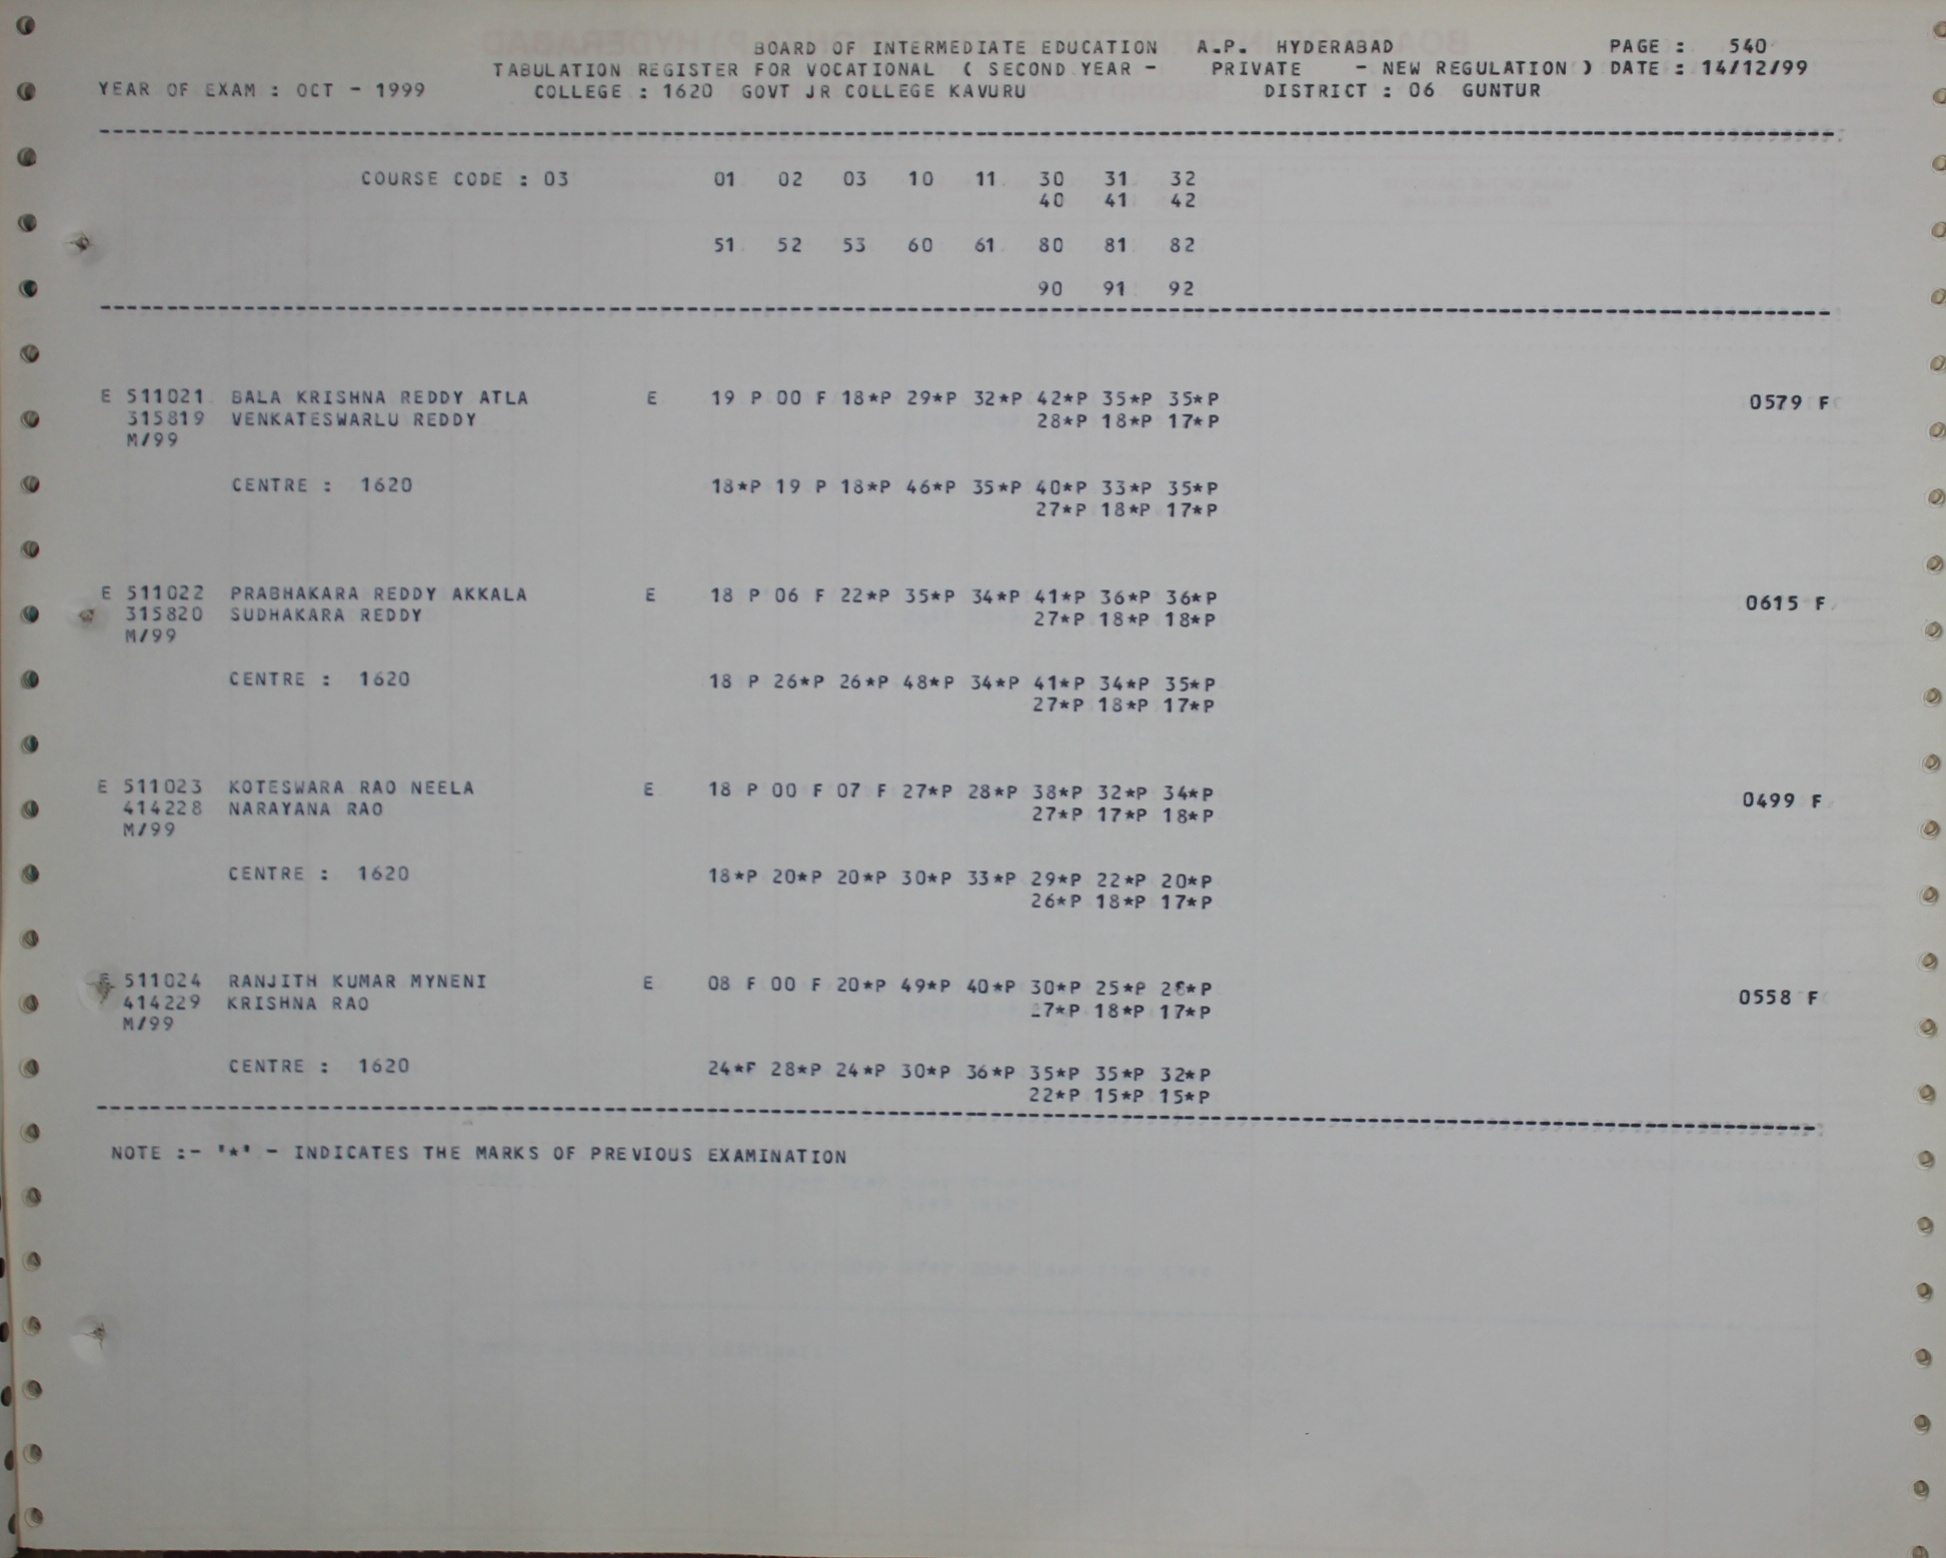 BOARD OF INTERMEDIATE EDUCATION A.P. HYDERABAD PAGE : 540
TABULATION REGISTER FOR VOCATIONAL ( SECOND YEAR - PRIVATE - NEW REGULATION ) DATE : 14/12/99
YEAR OF EXAM : OCT - 1999 COLLEGE : 1620 GOVT JR COLLEGE KAVURU DISTRICT : 06 GUNTUR
COURSE CODE : 03 01 02 03 10 11 30 31 32
40 41 42
51 52 53 60 61 80 81 82
90 91 92
E 511021 BALA KRISHNA REDDY ATLA E 19 P 00 F 18*P 29*P 32*P 42*P 35*P 35*P 0579 F
315819 VENKATESWARLU REDDY 28*P 18*P 17*P
M/99
CENTRE : 1620 18*P 19 P 18*P 46*P 35*P 40*P 33*P 35*P
27*P 18*P 17*P
E 511022 PRABHAKARA REDDY AKKALA E 18 P 06 F 22*P 35*P 34*P 41*P 36*P 36*P 0615 F
315820 SUDHAKARA REDDY 27*P 18*P 18*P
M/99
CENTRE : 1620 18 P 26*P 26*P 48*P 34*P 41*P 34*P 35*P
27*P 18*P 17*P
E 511023 KOTESWARA RAO NEELA E 18 P 00 F 07 F 27*P 28*P 38*P 32*P 34*P 0499 F
414228 NARAYANA RAO 27*P 17*P 18*P
M/99
CENTRE : 1620 18*P 20*P 20*P 30*P 33*P 29*P 22*P 20*P
26*P 18*P 17*P
E 511024 RANJITH KUMAR MYNENI E 08 F 00 F 20*P 49*P 40*P 30*P 25*P 0558 F
414229 KRISHNA RAO 18*P 17*P
M/99
CENTRE : 1620 28*P 24*P 30*P 36*P 35*P 35*P 32*P
22*P 15*P 15*P
NOTE :- '*' - INDICATES THE MARKS OF PREVIOUS EXAMINATION